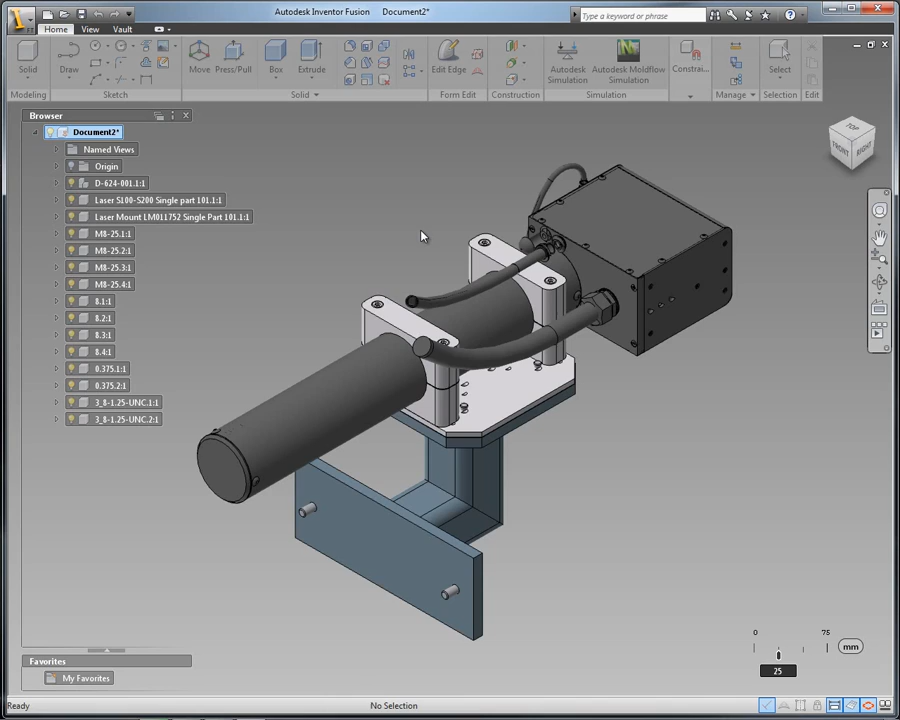 Autodesk Inventor Fusion Document2*
Type a keyword or phrase
Home View Vault
Solid
Draw
Move
Press/Pull
Box
Extrude
Edit Edge
Autodesk Simulation
Autodesk Moldflow Simulation
Constrai...
Select
Edit
Modeling
Sketch
Solid
Form Edit
Construction
Simulation
Manage
Selection
Edit
Browser
Document2*
Named Views
Origin
D-624-001.1:1
Laser S100-S200 Single part 101.1:1
Laser Mount LM011752 Single Part 101.1:1
M8-25.1:1
M8-25.2:1
M8-25.3:1
M8-25.4:1
8.1:1
8.2:1
8.3:1
8.4:1
0.375.1:1
0.375.2:1
3_8-1.25-UNC.1:1
3_8-1.25-UNC.2:1
TOP
FRONT
RIGHT
0 75
mm
25
Favorites
My Favorites
Ready
No Selection